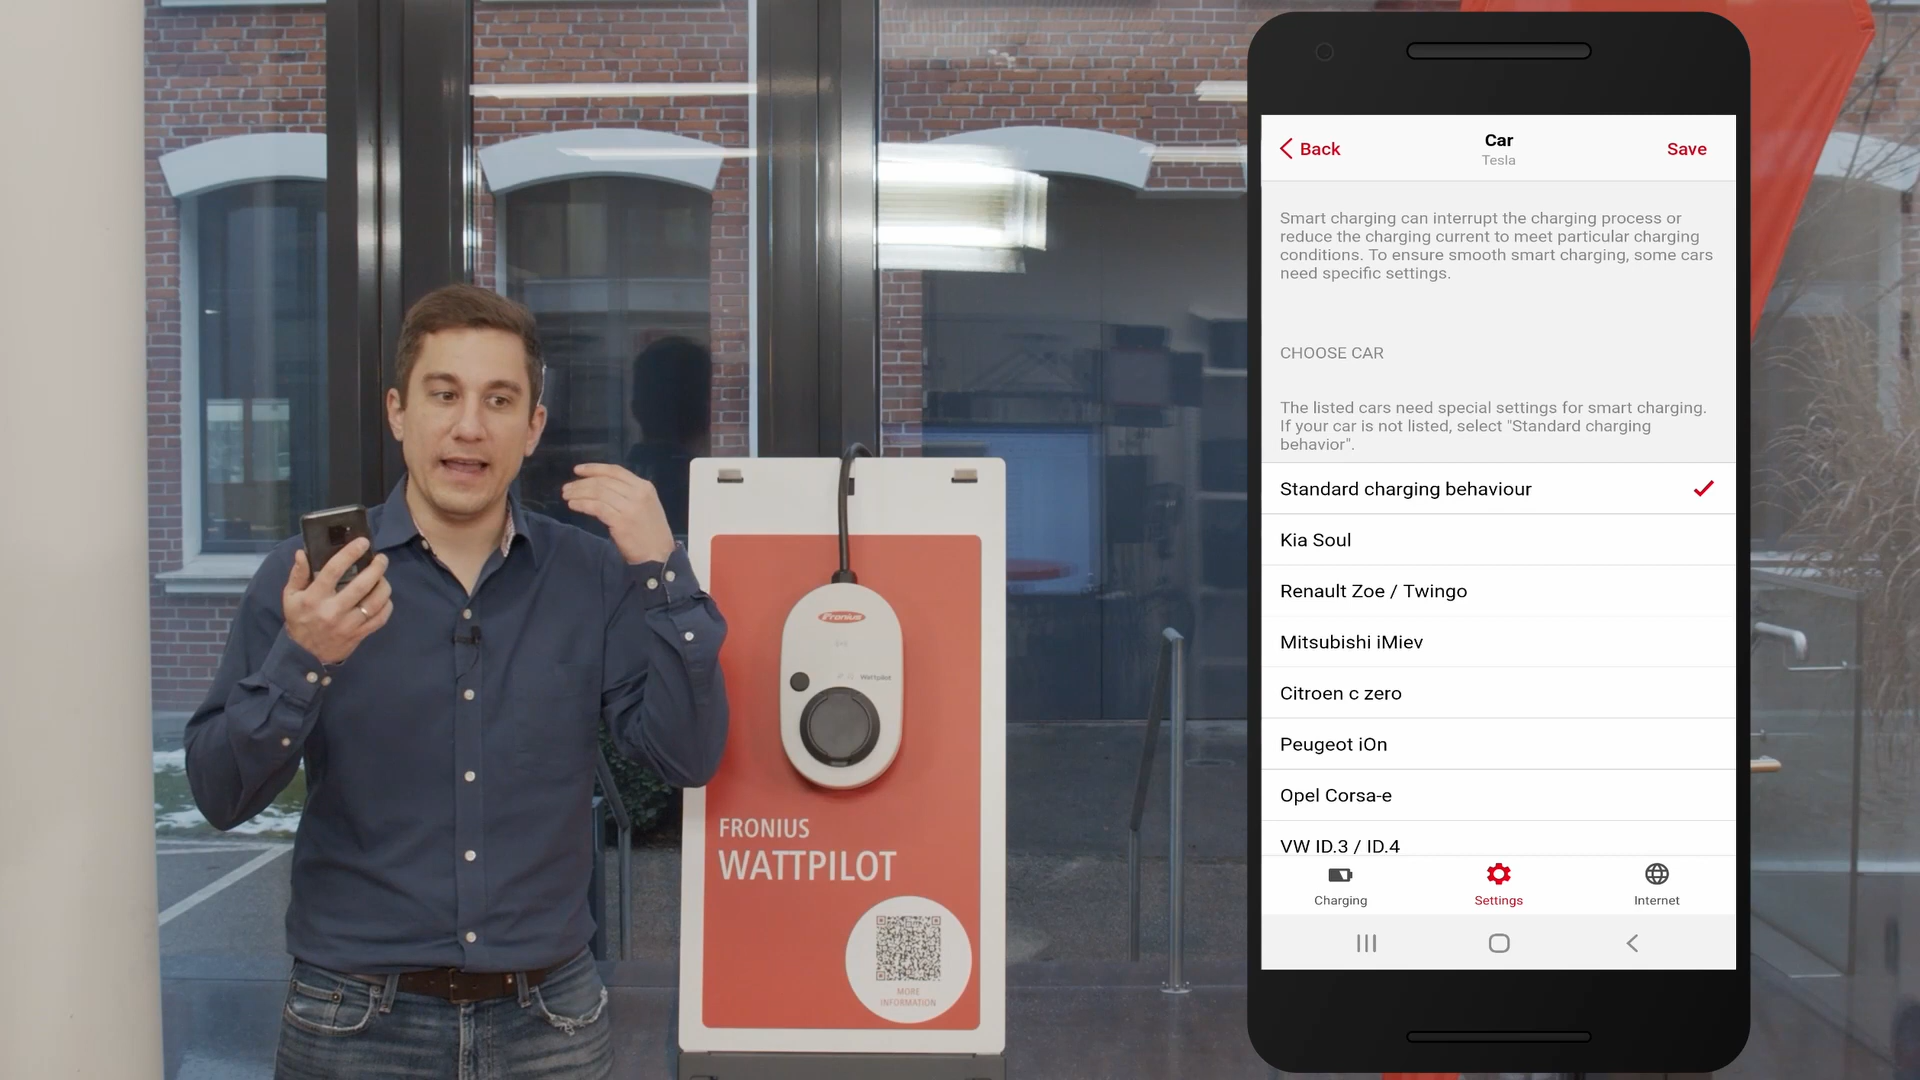 Fronius
Wattpilot
FRONIUS
WATTPILOT
MORE
INFORMATION
Back
Car
Tesla
Save
Smart charging can interrupt the charging process or
reduce the charging current to meet particular charging
conditions. To ensure smooth smart charging, some cars
need specific settings.
CHOOSE CAR
The listed cars need special settings for smart charging.
If your car is not listed, select "Standard charging
behavior".
Standard charging behaviour
Kia Soul
Renault Zoe / Twingo
Mitsubishi iMiev
Citroen c zero
Peugeot iOn
Opel Corsa-e
VW ID.3 / ID.4
Charging
Settings
Internet